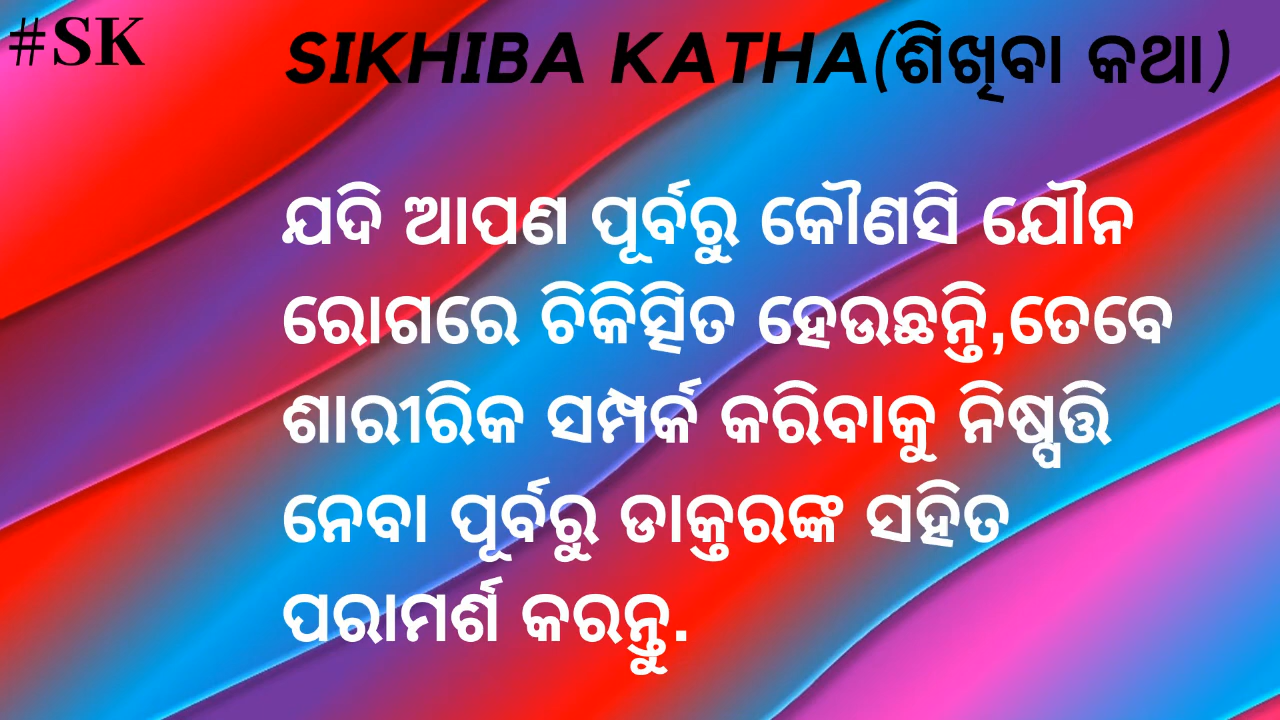 #SK
SIKHIBA KATHA(ଶିଖିବା କଥା)
ଯଦି ଆପଣ ପୂର୍ବରୁ କୌଣସି ଯୌନ
ରୋଗରେ ଚିକିତ୍ସିତ ହେଉଛନ୍ତି,ତେବେ
ଶାରୀରିକ ସମ୍ପର୍କ କରିବାକୁ ନିଷ୍ପତ୍ତି
ନେବା ପୂର୍ବରୁ ଡାକ୍ତରଙ୍କ ସହିତ
ପରାମର୍ଶ କରନ୍ତୁ.